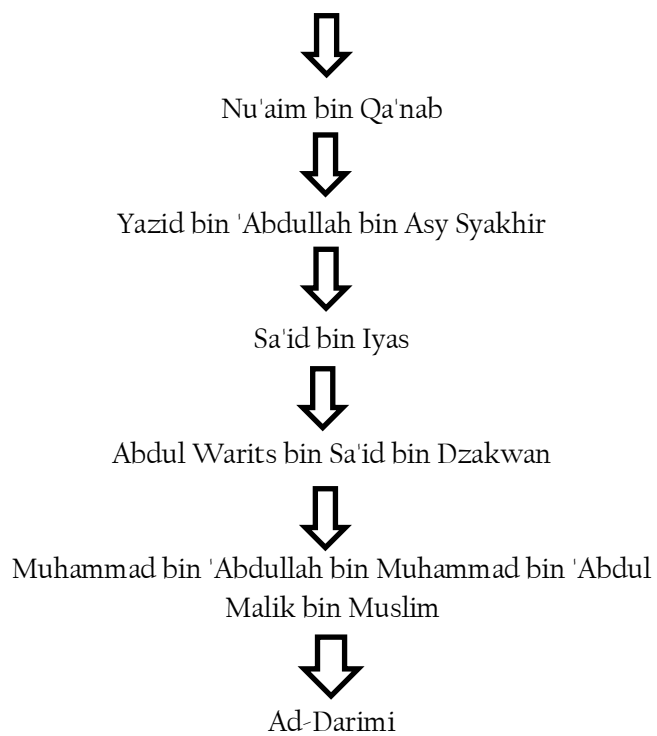 Nu'aim bin Qa'nab
Yazid bin 'Abdullah bin Asy Syakhir
Sa'id bin Iyas
Abdul Warits bin Sa'id bin Dzakwan
Muhammad bin 'Abdullah bin Muhammad bin 'Abdul
Malik bin Muslim
Ad-Darimi